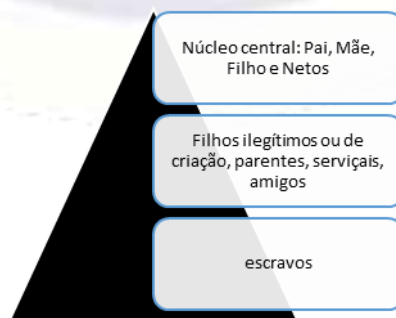 Núcleo central: Pai, Mãe,
Filho e Netos
Filhos ilegítimos ou de
criação, parentes, serviçais,
amigos
escravos